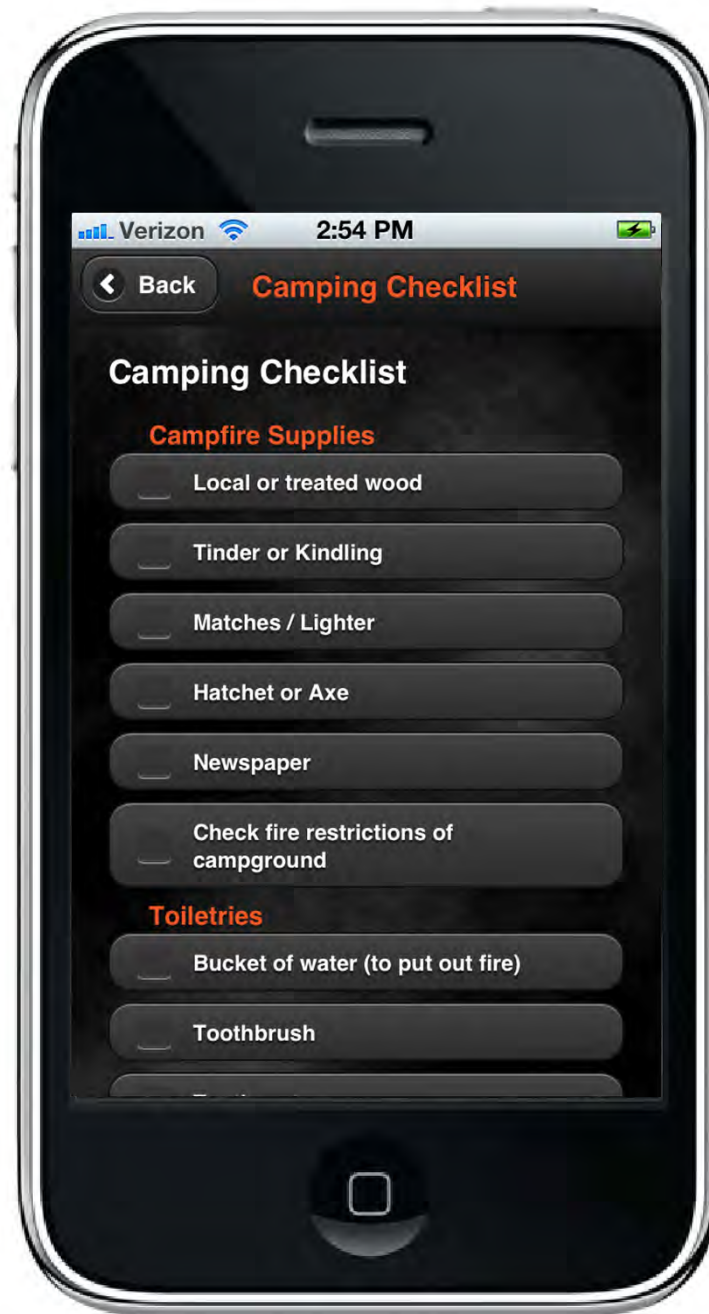 Verizon 2:54 PM
Back Camping Checklist
Camping Checklist
Campfire Supplies
Local or treated wood
Tinder or Kindling
Matches / Lighter
Hatchet or Axe
Newspaper
Check fire restrictions of
campground
Toiletries
Bucket of water (to put out fire)
Toothbrush